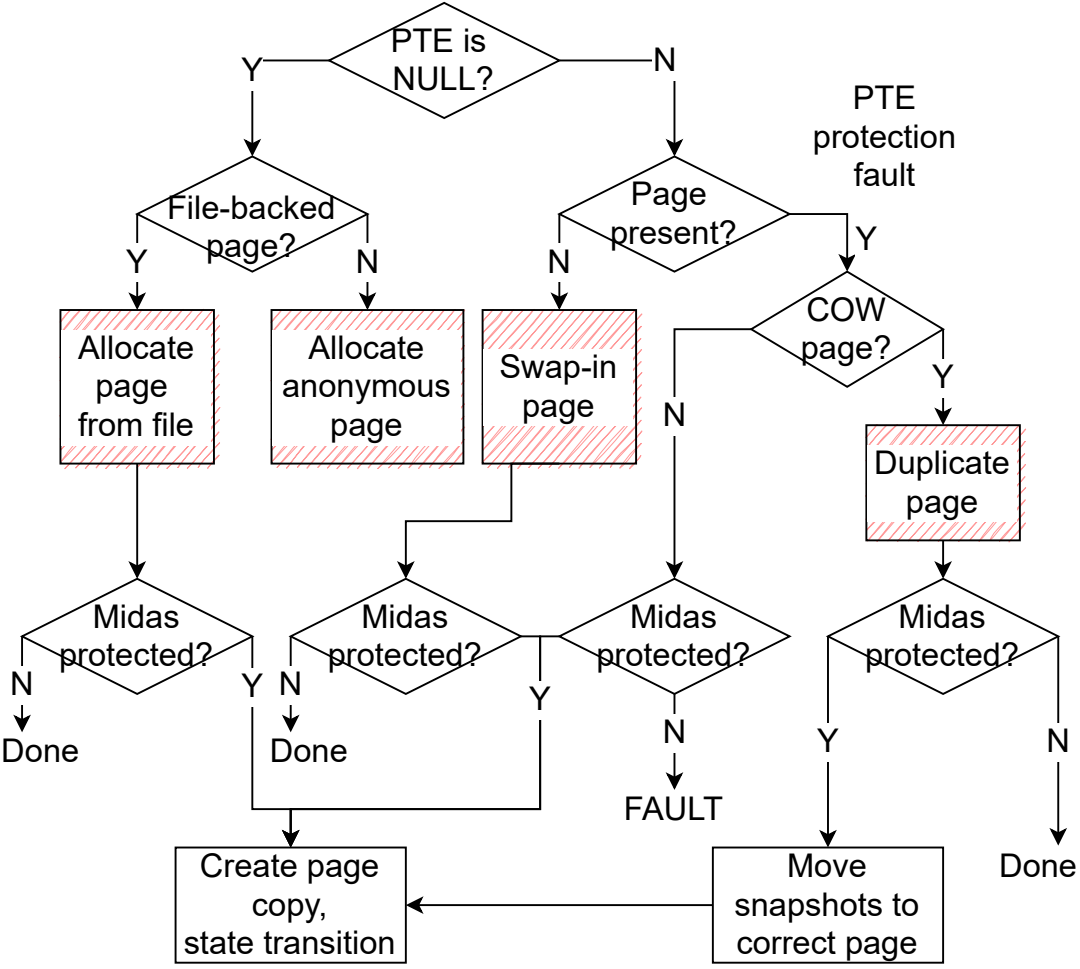 PTE is
NULL?
Y
N
PTE
protection
fault
File-backed
page?
Page
present?
Y
N
N
Y
COW
page?
Allocate
page
from file
Allocate
anonymous
page
Swap-in
page
N
Y
Duplicate
page
Midas
protected?
Midas
protected?
Midas
protected?
Midas
protected?
N
Y
N
Y
N
Y
N
Done
Done
FAULT
Done
Create page
copy,
state transition
Move
snapshots to
correct page